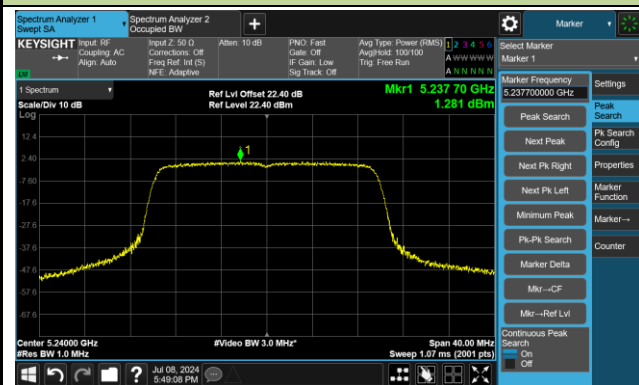 Spectrum Analyzer 1
Swept SA
Spectrum Analyzer 2
Occupied BW
+
Marker
KEYSIGHT
Input: RF
Coupling: AC
Align: Auto
Input Z: 50 Ω
Corrections: Off
Freq Ref: Int (S)
NFE: Adaptive
Atten: 10 dB
PNO: Fast
Gate: Off
IF Gain: Low
Sig Track: Off
Avg Type: Power (RMS)
Avg|Hold: 100/100
Trig: Free Run
1 2 3 4 5 6
A W W W W W
A N N N N N
LXI
Select Marker
Marker 1
1 Spectrum
Scale/Div 10 dB
Log
Ref Lvl Offset 22.40 dB
Ref Level 22.40 dBm
Mkr1 5.237 70 GHz
1.281 dBm
12.4
2.40
-7.60
-17.6
-27.6
-37.6
-47.6
-57.6
-67.6
1
Center 5.24000 GHz
#Res BW 1.0 MHz
#Video BW 3.0 MHz*
Span 40.00 MHz
Sweep 1.07 ms (2001 pts)
Marker Frequency
5.237700000 GHz
Peak Search
Next Peak
Next Pk Right
Next Pk Left
Minimum Peak
Pk-Pk Search
Marker Delta
Mkr→CF
Mkr→Ref Lvl
Continuous Peak
Search
On
Off
Settings
Peak
Search
Pk Search
Config
Properties
Marker
Function
Marker→
Counter
?
Jul 08, 2024
5:49:08 PM